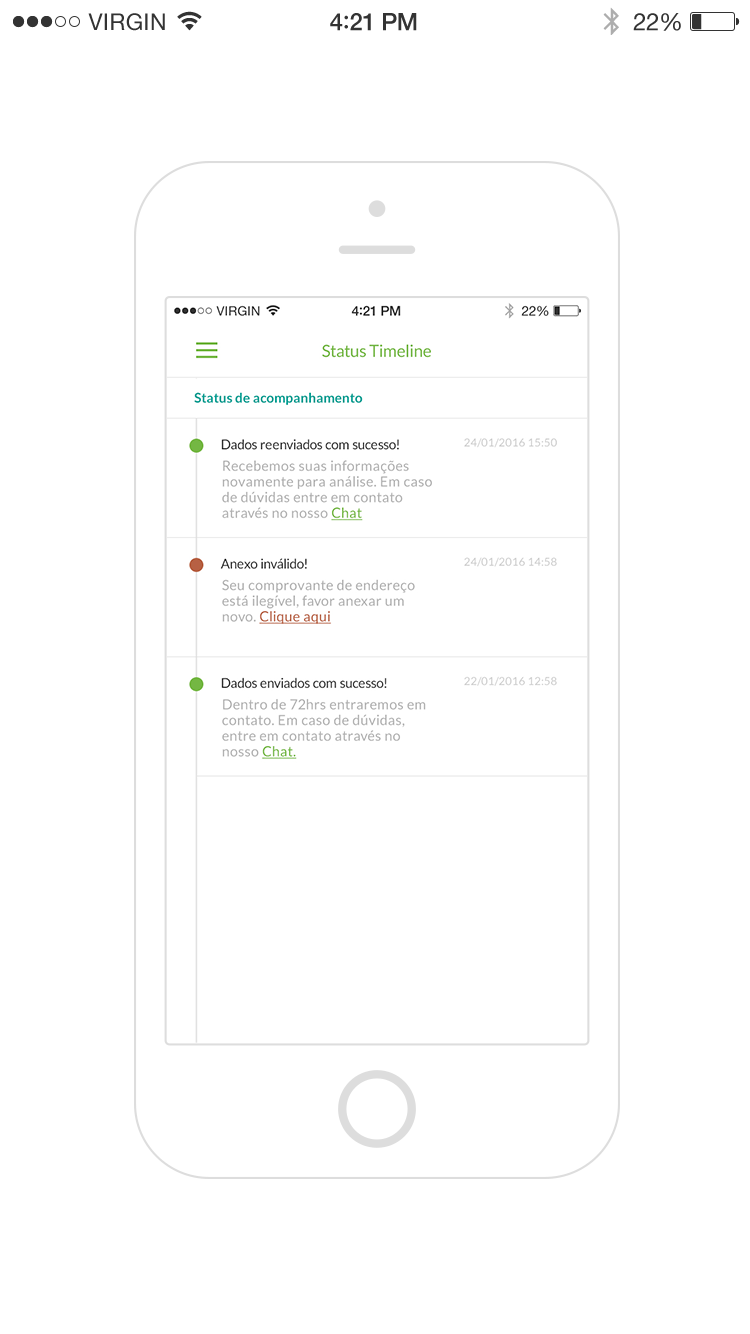 VIRGIN 4:21 PM 22%
VIRGIN 4:21 PM 22%
Status Timeline
Status de acompanhamento
Dados reenviados com sucesso! 24/01/2016 15:50
Recebemos suas informações
novamente para análise. Em caso
de dúvidas entre em contato
através no nosso Chat
Anexo inválido! 24/01/2016 14:58
Seu comprovante de endereço
está ilegível, favor anexar um
novo. Clique aqui
Dados enviados com sucesso! 22/01/2016 12:58
Dentro de 72hrs entraremos em
contato. Em caso de dúvidas,
entre em contato através no
nosso Chat.